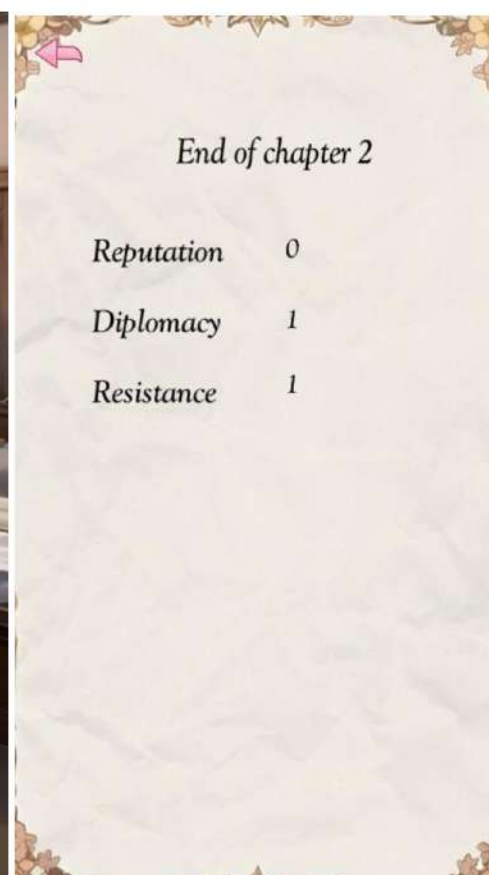 End of chapter 2
Reputation 0
Diplomacy 1
Resistance 1